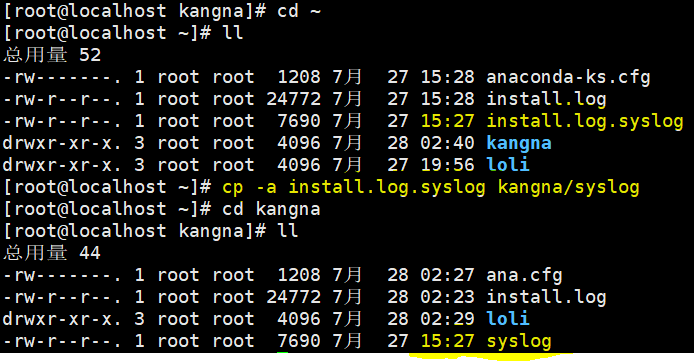 [root@localhost kangna]# cd ~
[root@localhost ~]# ll
总用量 52
-rw-------. 1 root root  1208 7月  27 15:28 anaconda-ks.cfg
-rw-r--r--. 1 root root 24772 7月  27 15:28 install.log
-rw-r--r--. 1 root root  7690 7月  27 15:27 install.log.syslog
drwxr-xr-x. 3 root root  4096 7月  28 02:40 kangna
drwxr-xr-x. 3 root root  4096 7月  27 19:56 loli
[root@localhost ~]# cp -a install.log.syslog kangna/syslog
[root@localhost ~]# cd kangna
[root@localhost kangna]# ll
总用量 44
-rw-------. 1 root root  1208 7月  28 02:27 ana.cfg
-rw-r--r--. 1 root root 24772 7月  28 02:23 install.log
drwxr-xr-x. 3 root root  4096 7月  28 02:29 loli
-rw-r--r--. 1 root root  7690 7月  27 15:27 syslog